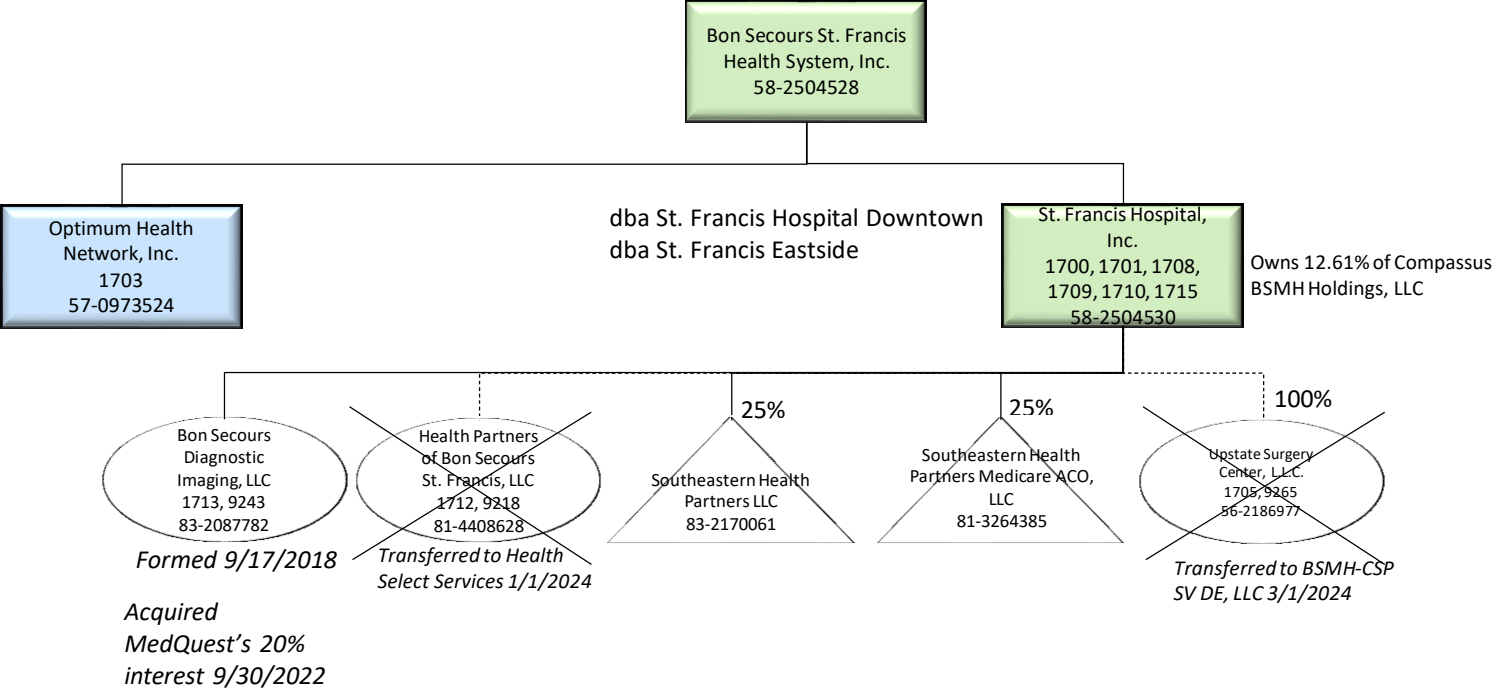 Bon Secours St. Francis
Health System, Inc.
58-2504528
Optimum Health
Network, Inc.
1703
57-0973524
dba St. Francis Hospital Downtown
dba St. Francis Eastside
St. Francis Hospital,
Inc.
1700, 1701, 1708,
1709, 1710, 1715
58-2504530
Owns 12.61% of Compassus
BSMH Holdings, LLC
Bon Secours
Diagnostic
Imaging, LLC
1713, 9243
83-2087782
Formed 9/17/2018
Acquired
MedQuest’s 20%
interest 9/30/2022
Health Partners
of Bon Secours
St. Francis, LLC
1712, 9218
81-4408628
Transferred to Health
Select Services 1/1/2024
25%
Southeastern Health
Partners LLC
83-2170061
25%
Southeastern Health
Partners Medicare ACO,
LLC
81-3264385
100%
Upstate Surgery
Center, L.L.C.
1705, 9265
56-2186977
Transferred to BSMH-CSP
SV DE, LLC 3/1/2024